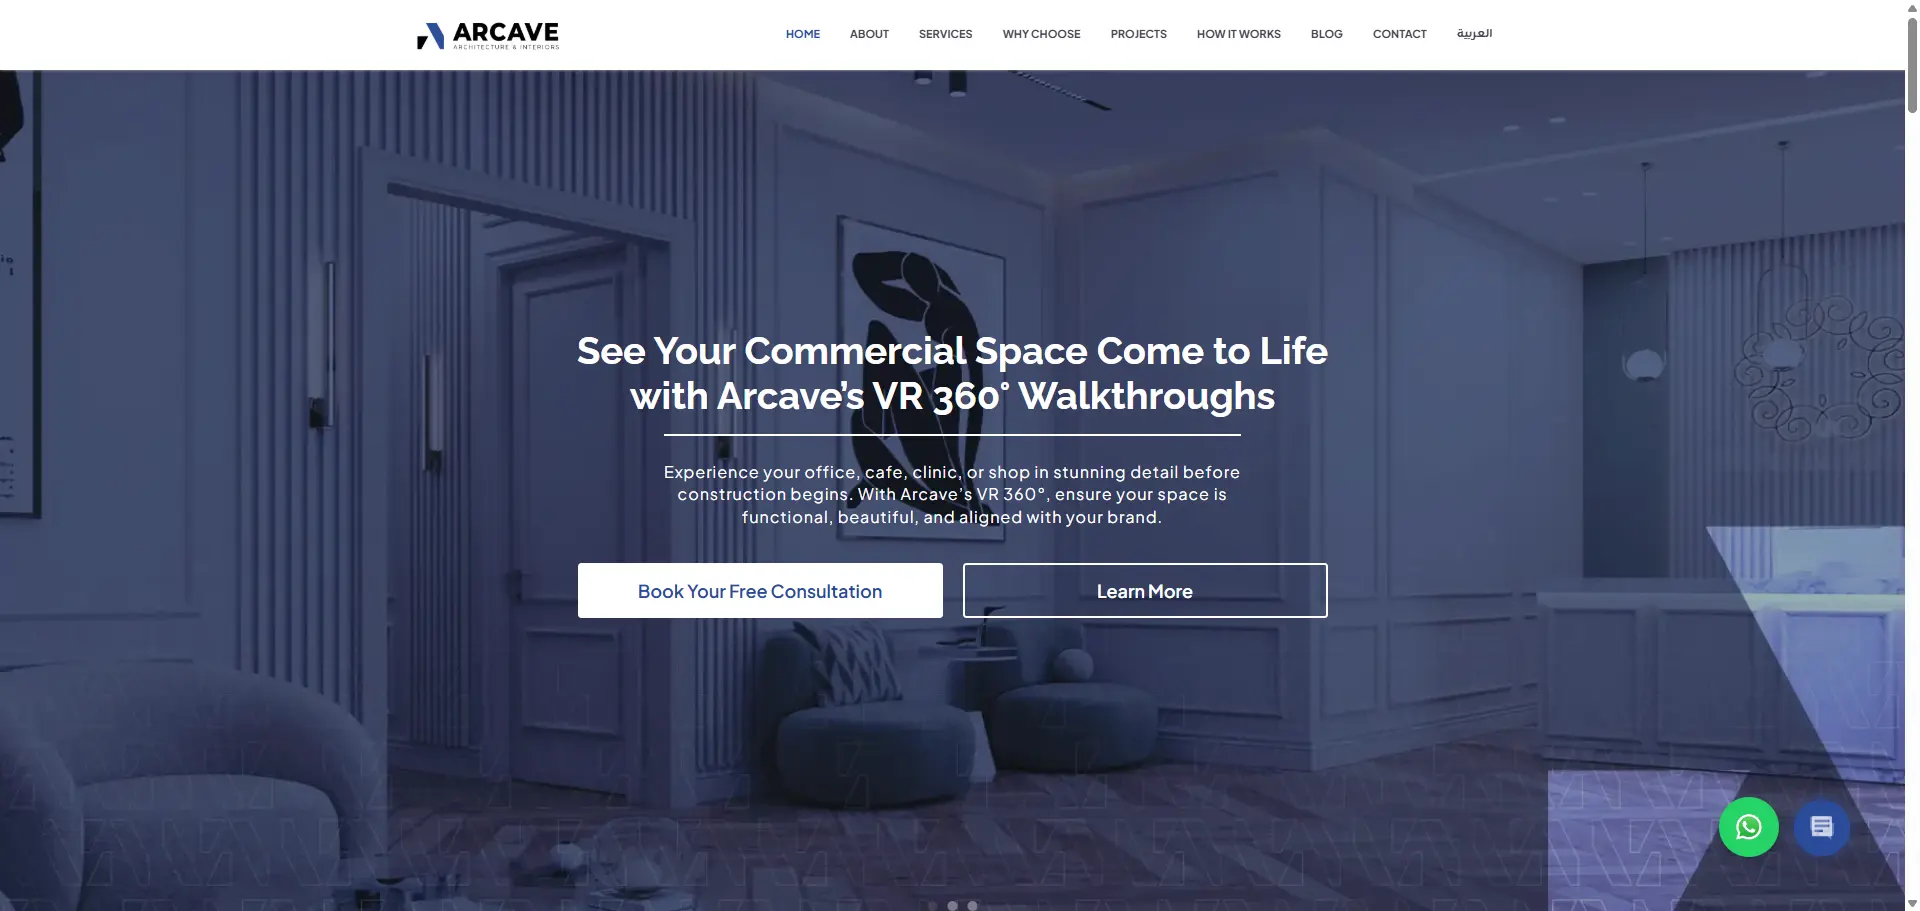 ARCAVE
ARCHITECTURE & INTERIORS
HOME
ABOUT
SERVICES
WHY CHOOSE
PROJECTS
HOW IT WORKS
BLOG
CONTACT
العربية
See Your Commercial Space Come to Life
with Arcave’s VR 360° Walkthroughs
Experience your office, cafe, clinic, or shop in stunning detail before
construction begins. With Arcave’s VR 360°, ensure your space is
functional, beautiful, and aligned with your brand.
Book Your Free Consultation
Learn More